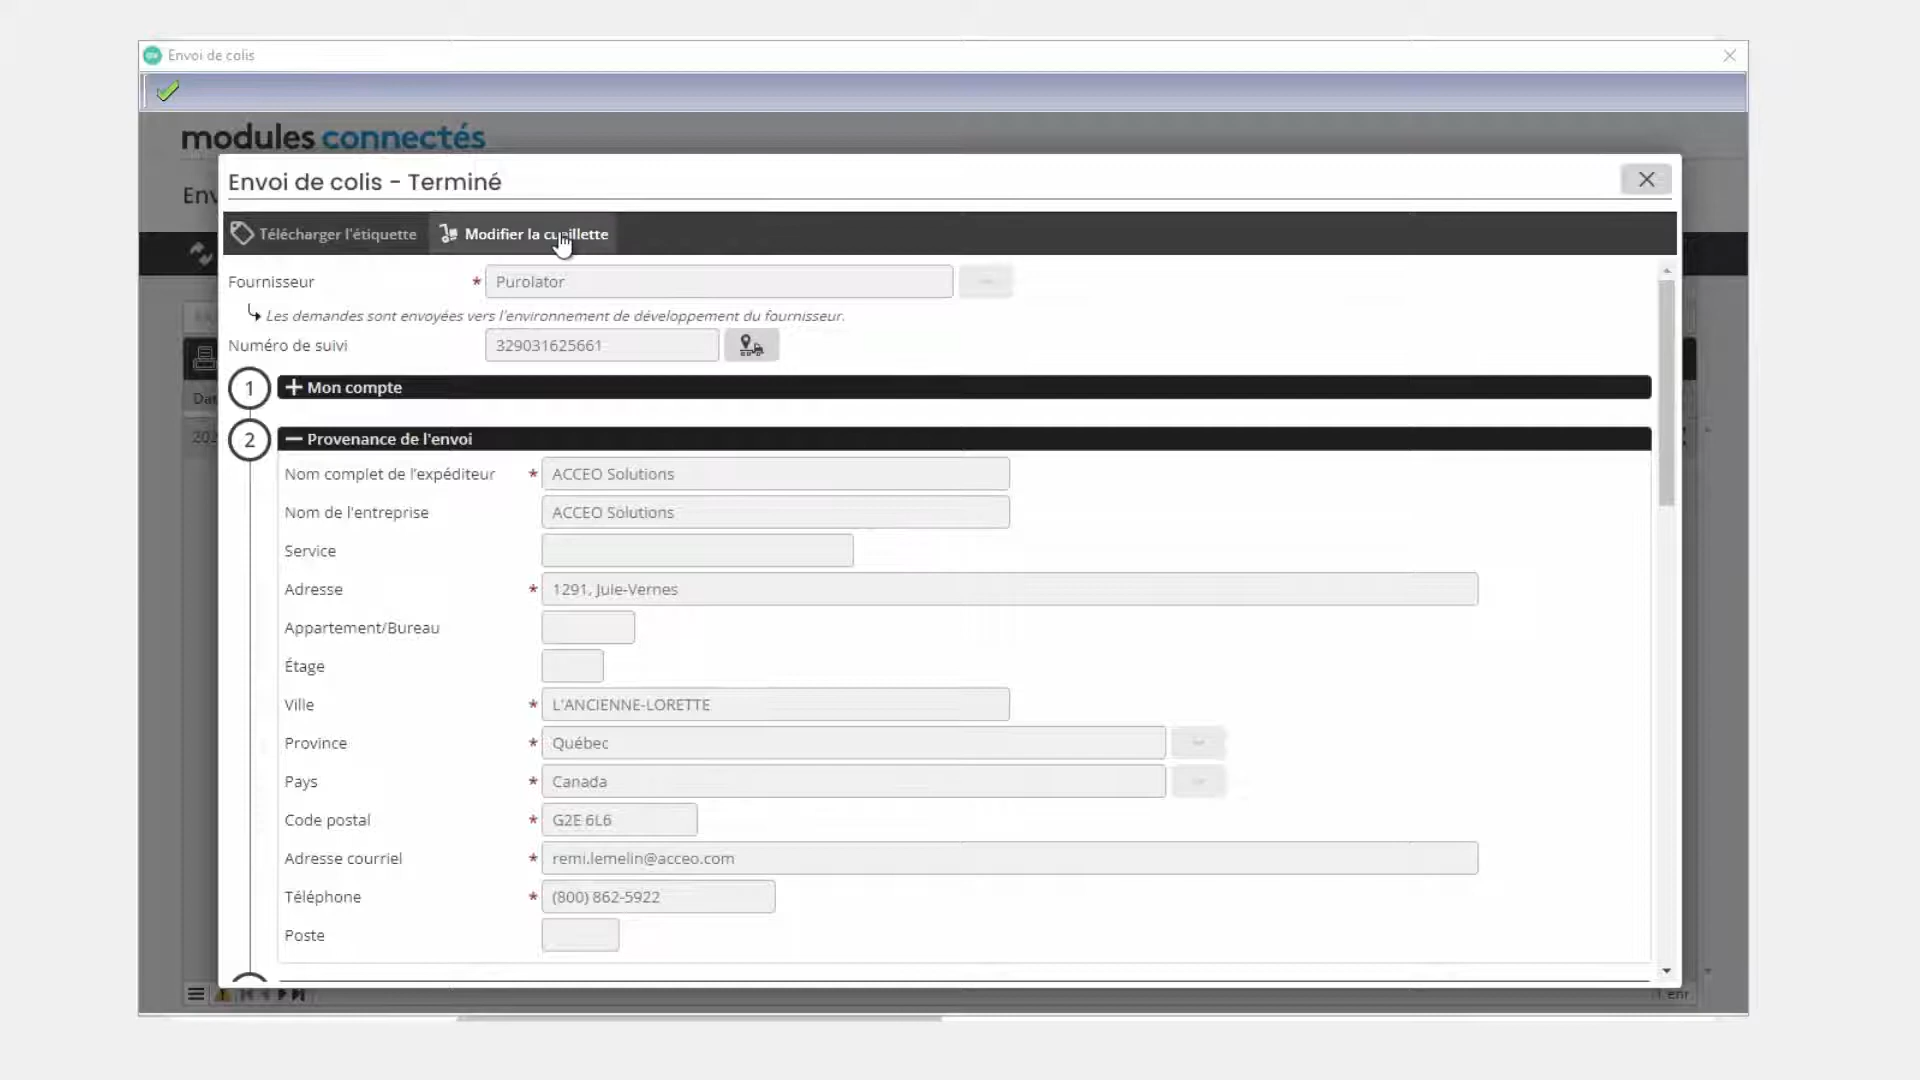 Envoi de colis
modules connectés
Envoi de colis - Terminé
Télécharger l'étiquette
Modifier la cueillette
Fournisseur * Purolator
Les demandes sont envoyées vers l'environnement de développement du fournisseur.
Numéro de suivi 329031625661
1 Mon compte
2 Provenance de l'envoi
Nom complet de l'expéditeur * ACCEO Solutions
Nom de l'entreprise ACCEO Solutions
Service
Adresse * 1291, Juie-Vernes
Appartement/Bureau
Étage
Ville * L'ANCIENNE-LORETTE
Province * Québec
Pays * Canada
Code postal * G2E 6L6
Adresse courriel * remi.lemelin@acceo.com
Téléphone * (800) 862-5922
Poste
1 enr.